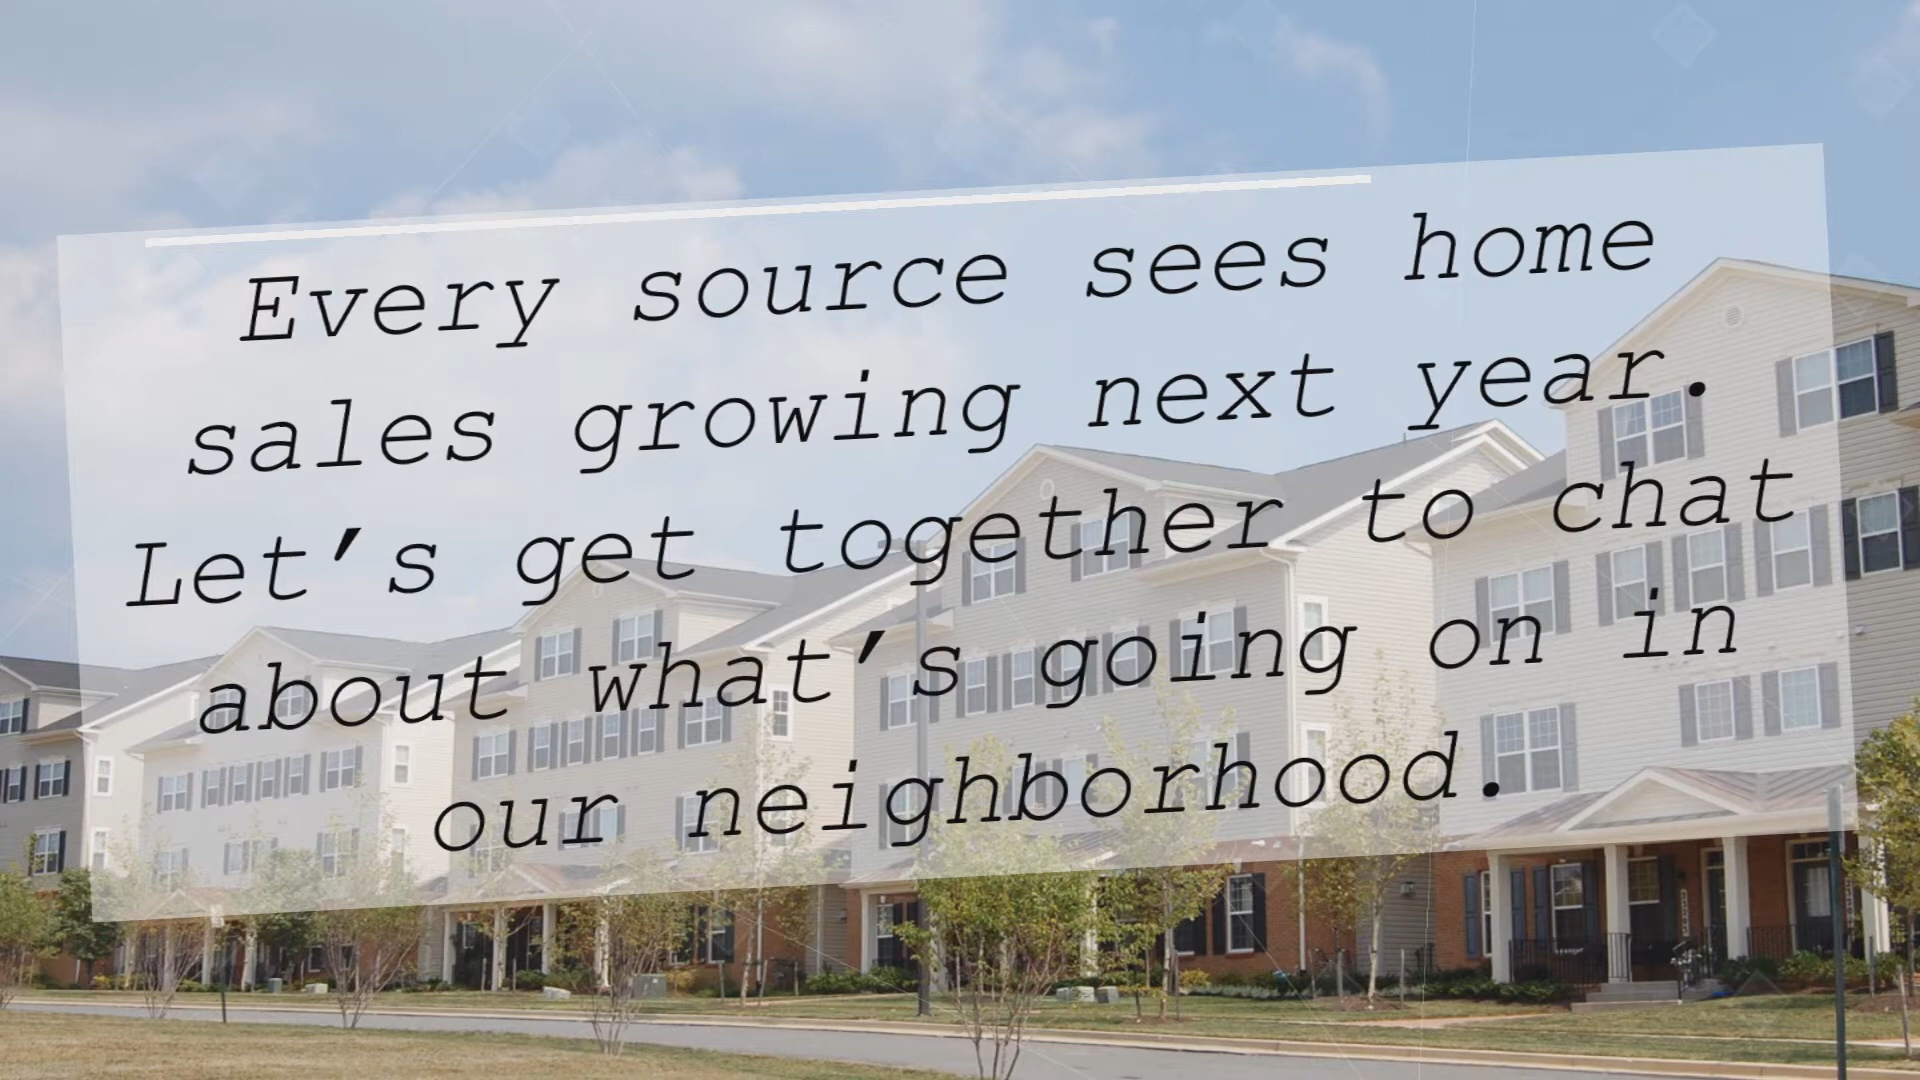 Every source sees home
sales growing next year.
Let's get together to chat
about what's going on in
our neighborhood.